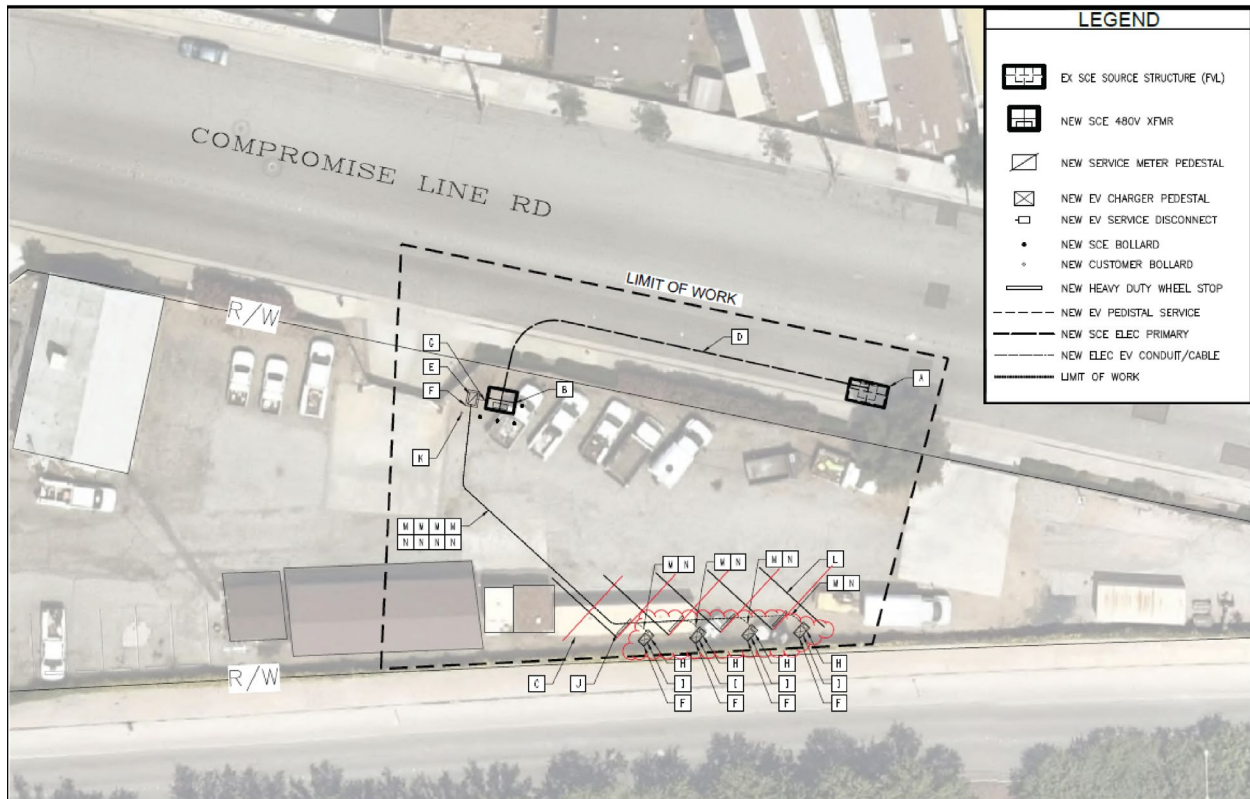 LEGEND
EX SCE SOURCE STRUCTURE (FVL)
NEW SCE 480V XFMR
NEW SERVICE METER PEDESTAL
NEW EV CHARGER PEDESTAL
NEW EV SERVICE DISCONNECT
NEW SCE BOLLARD
NEW CUSTOMER BOLLARD
NEW HEAVY DUTY WHEEL STOP
NEW EV PEDISTAL SERVICE
NEW SCE ELEC PRIMARY
NEW ELEC EV CONDUIT/CABLE
LIMIT OF WORK
COMPROMISE LINE RD
LIMIT OF WORK
R/W
D
A
G
E
B
F
K
M M M M
N N N N
M N
M N
M N
L
M N
R/W
C
J
H H H H
I I I I
F F F F